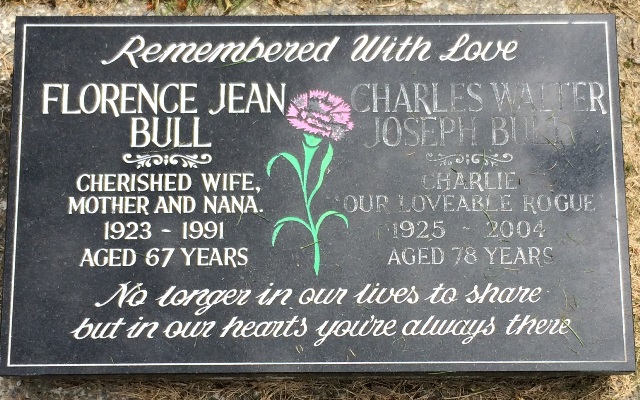 Remembered With Love
FLORENCE JEAN
BULL
CHERISHED WIFE,
MOTHER AND NANA.
1923 - 1991
AGED 67 YEARS
CHARLES WALTER
JOSEPH BULL
CHARLIE
"OUR LOVEABLE ROGUE
1925 - 2004
AGED 78 YEARS
No longer in our lives to share
but in our hearts you're always there